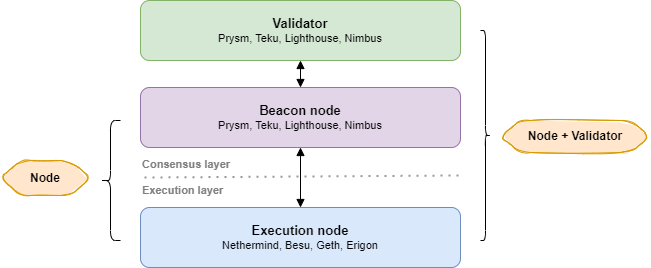 Validator
Prysm, Teku, Lighthouse, Nimbus
Beacon node
Prysm, Teku, Lighthouse, Nimbus
Node + Validator
Consensus layer
Node
Execution layer
Execution node
Nethermind, Besu, Geth, Erigon